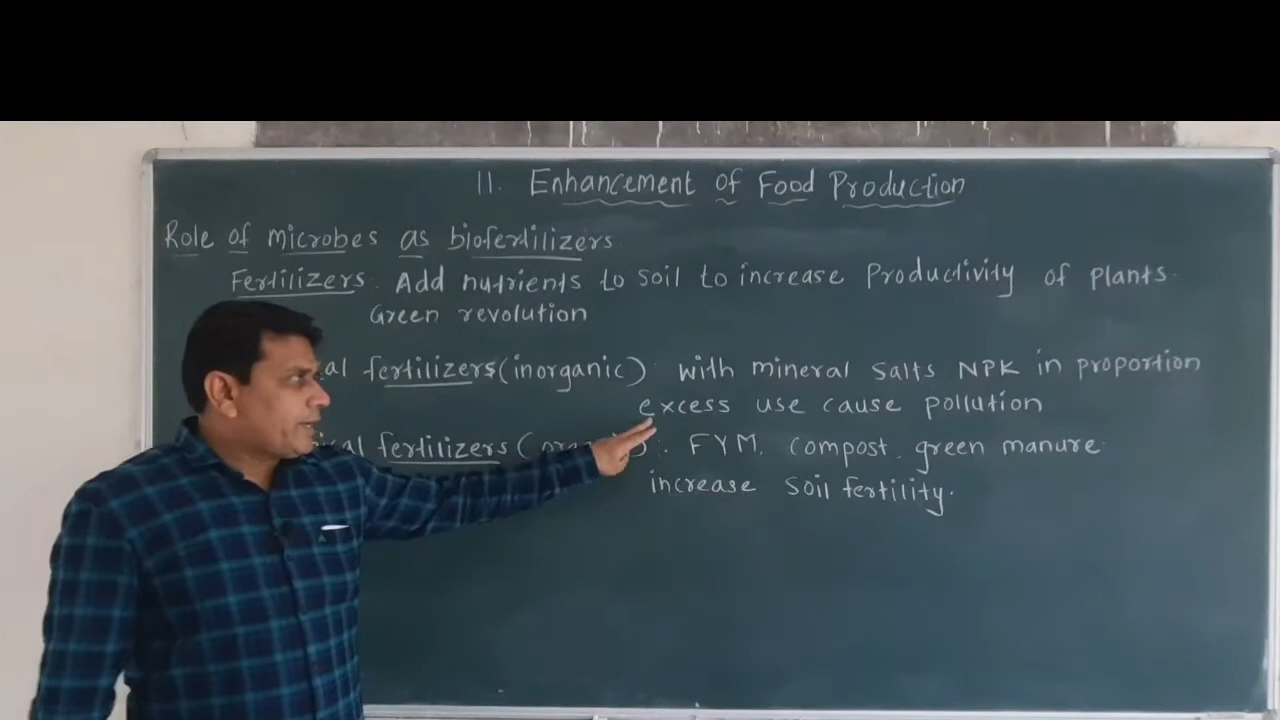 11. Enhancement of Food Production
Role of microbes as biofertilizers
Fertilizers. Add nutrients to soil to increase Productivity of plants.
Green revolution
fertilizers (inorganic) : with mineral salts NPK in proportion
excess use cause pollution
fertilizers ( : FYM. compost. green manure.
increase soil fertility.